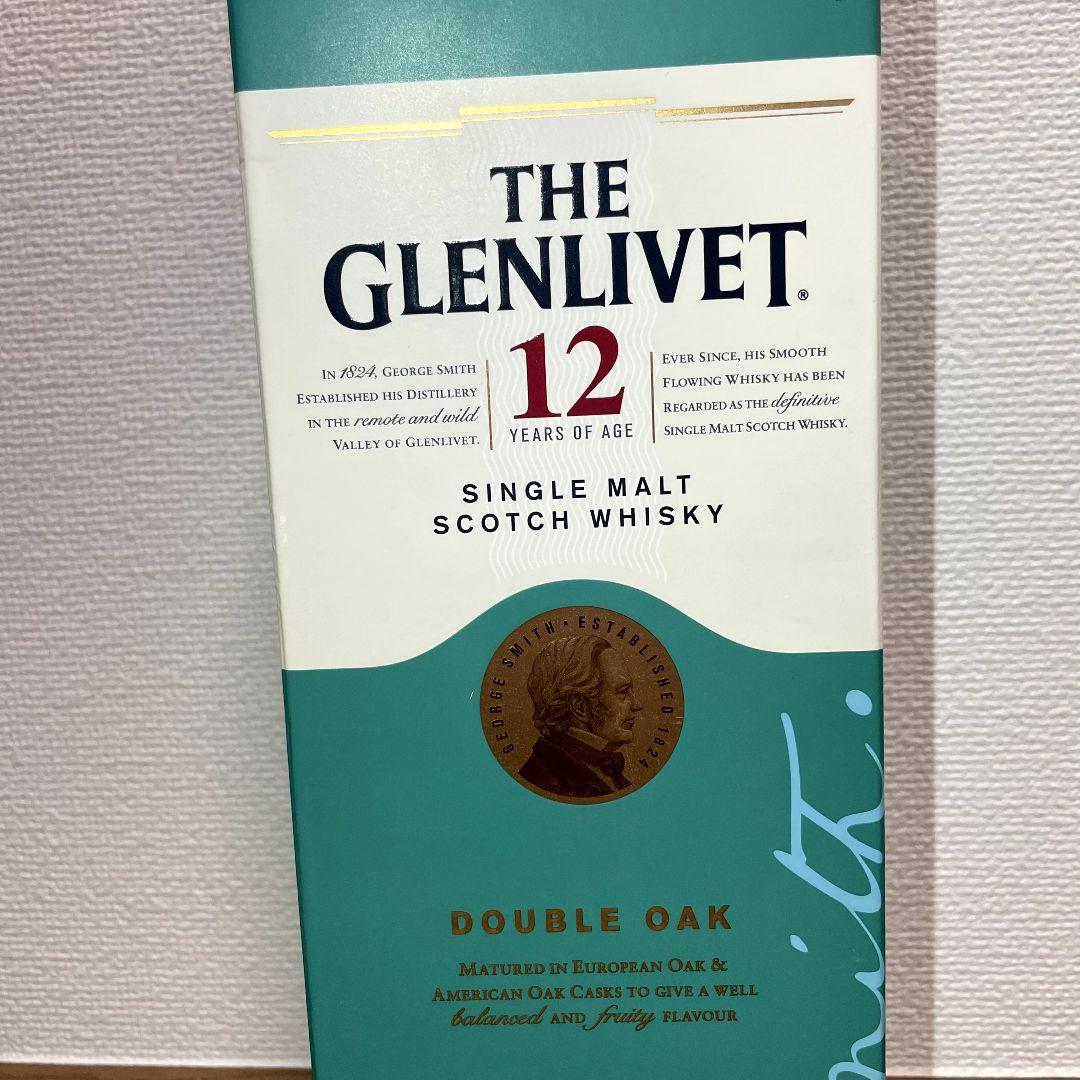 THE
GLENLIVET®
12
YEARS OF AGE
IN 1824, GEORGE SMITH
ESTABLISHED HIS DISTILLERY
IN THE remote and wild
VALLEY OF GLENLIVET.
EVER SINCE, HIS SMOOTH
FLOWING WHISKY HAS BEEN
REGARDED AS THE definitive
SINGLE MALT SCOTCH WHISKY.
SINGLE MALT
SCOTCH WHISKY
GEORGE SMITH · ESTABLISHED 1824
DOUBLE OAK
MATURED IN EUROPEAN OAK &
AMERICAN OAK CASKS TO GIVE A WELL
balanced AND fruity FLAVOUR